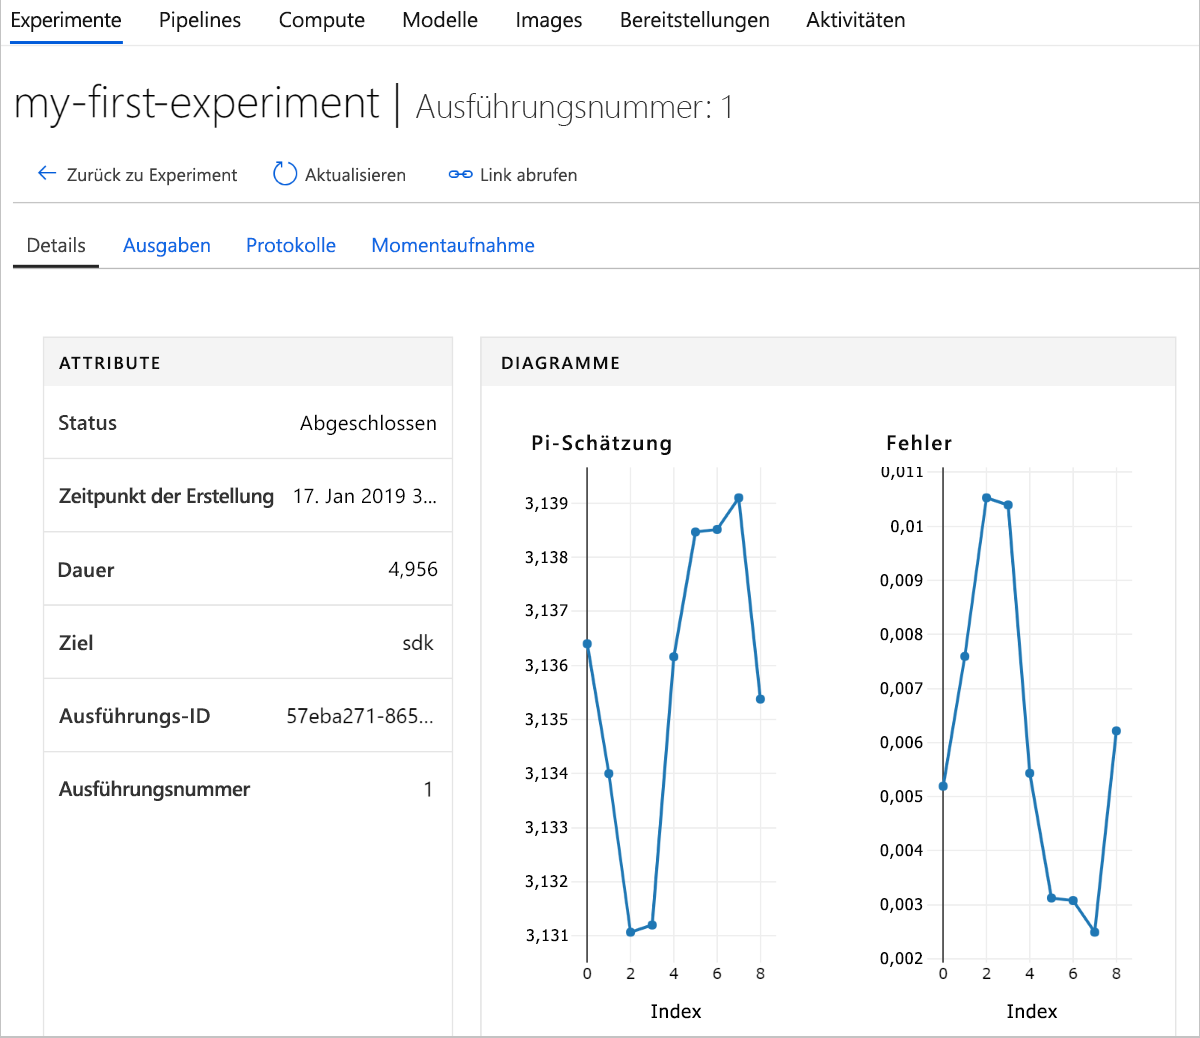 Experimente Pipelines Compute Modelle Images Bereitstellungen Aktivitäten
my-first-experiment | Ausführungsnummer: 1
Zurück zu Experiment Aktualisieren Link abrufen
Details Ausgaben Protokolle Momentaufnahme
ATTRIBUTE
Status Abgeschlossen
Zeitpunkt der Erstellung 17. Jan 2019 3...
Dauer 4,956
Ziel sdk
Ausführungs-ID 57eba271-865...
Ausführungsnummer 1
DIAGRAMME
Pi-Schätzung
3,139
3,138
3,137
3,136
3,135
3,134
3,133
3,132
3,131
0 2 4 6 8
Index
Fehler
0,011
0,01
0,009
0,008
0,007
0,006
0,005
0,004
0,003
0,002
0 2 4 6 8
Index